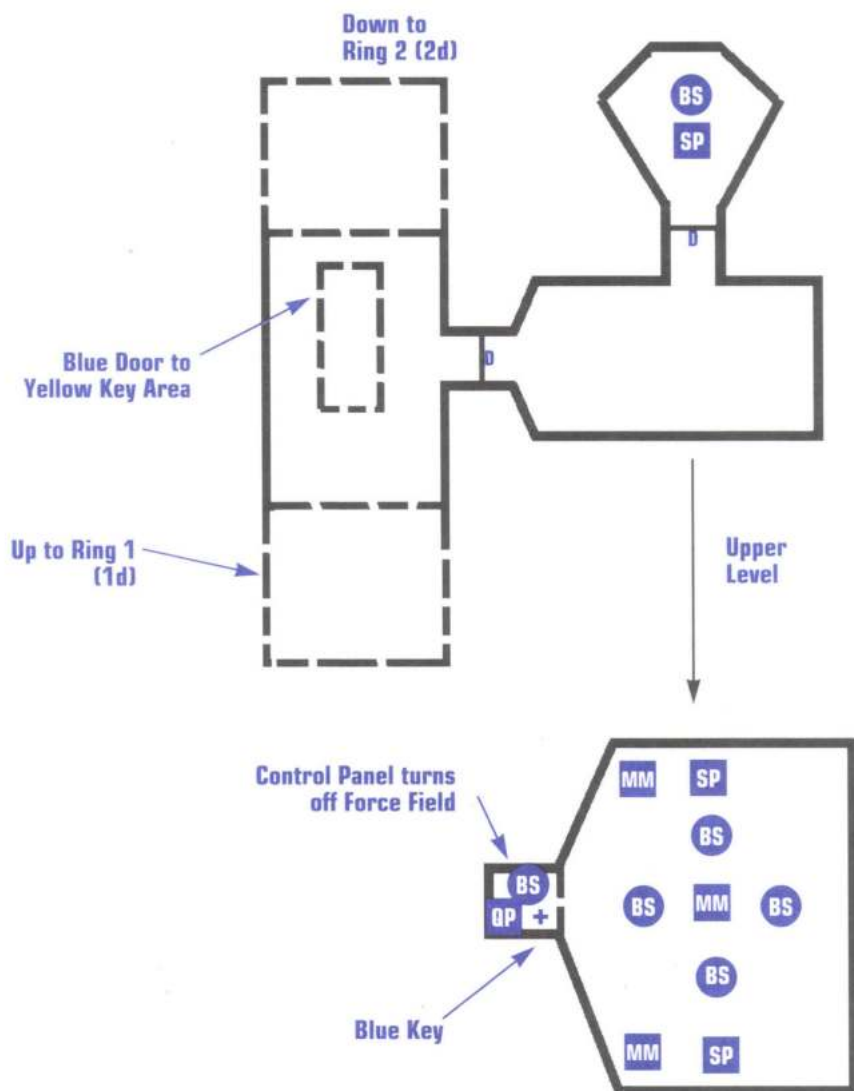 Down to
Ring 2 (2d)
BS
SP
D
Blue Door to
Yellow Key Area
D
Up to Ring 1
(1d)
Upper
Level
Control Panel turns
off Force Field
MM
SP
BS
BS
QP
+
BS
MM
BS
BS
Blue Key
MM
SP